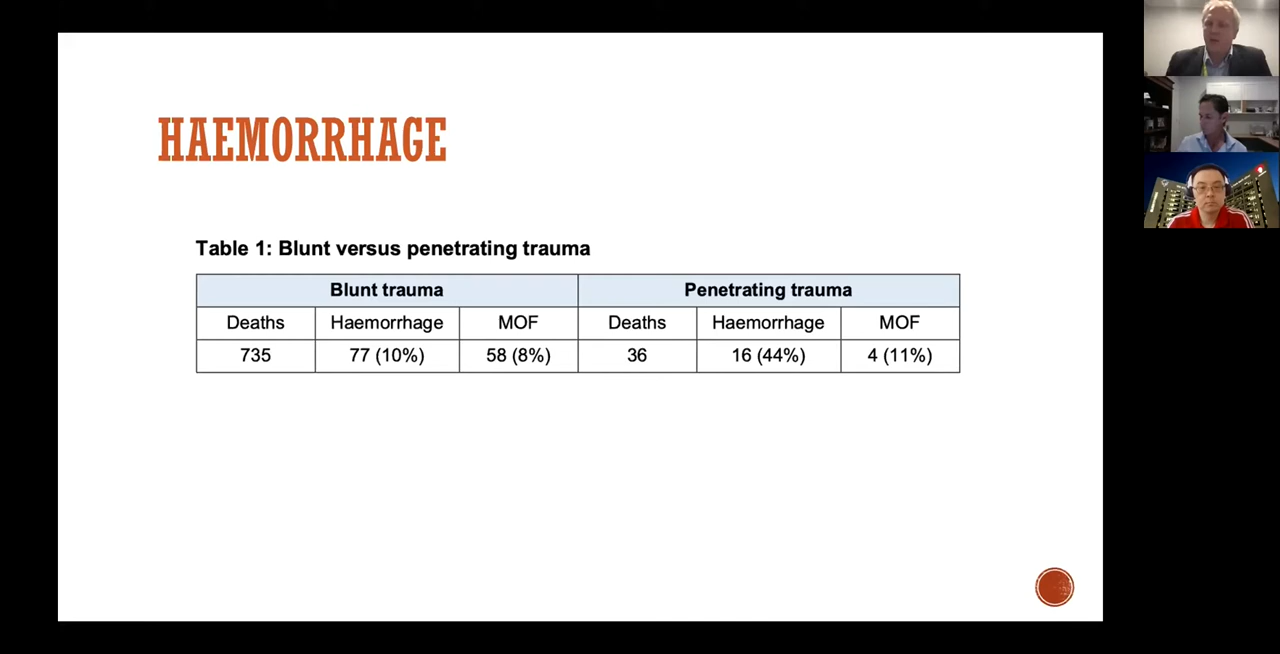 HAEMORRHAGE
Table 1: Blunt versus penetrating trauma
Blunt trauma Penetrating trauma
Deaths Haemorrhage MOF Deaths Haemorrhage MOF
735 77 (10%) 58 (8%) 36 16 (44%) 4 (11%)